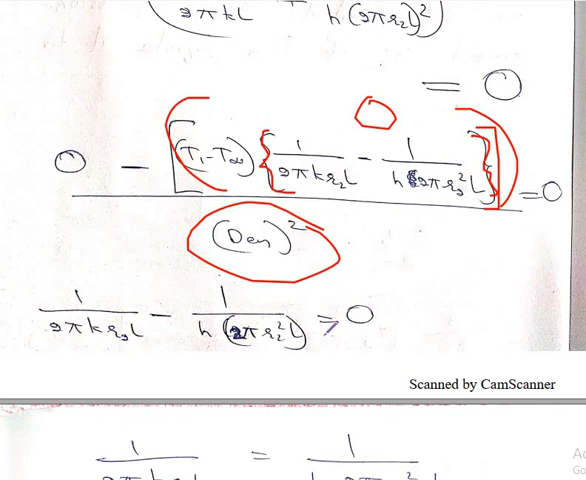 2πkL + h(2πr₂L)²
= 0
0 - [(T₁-T∞) { 1/(2πkr₂L) - 1/(h(2πr₂²L)) }] / (Den)² = 0
1/(2πkr₂L) - 1/(h(2πr₂²L)) = 0
Scanned by CamScanner
1 = 1